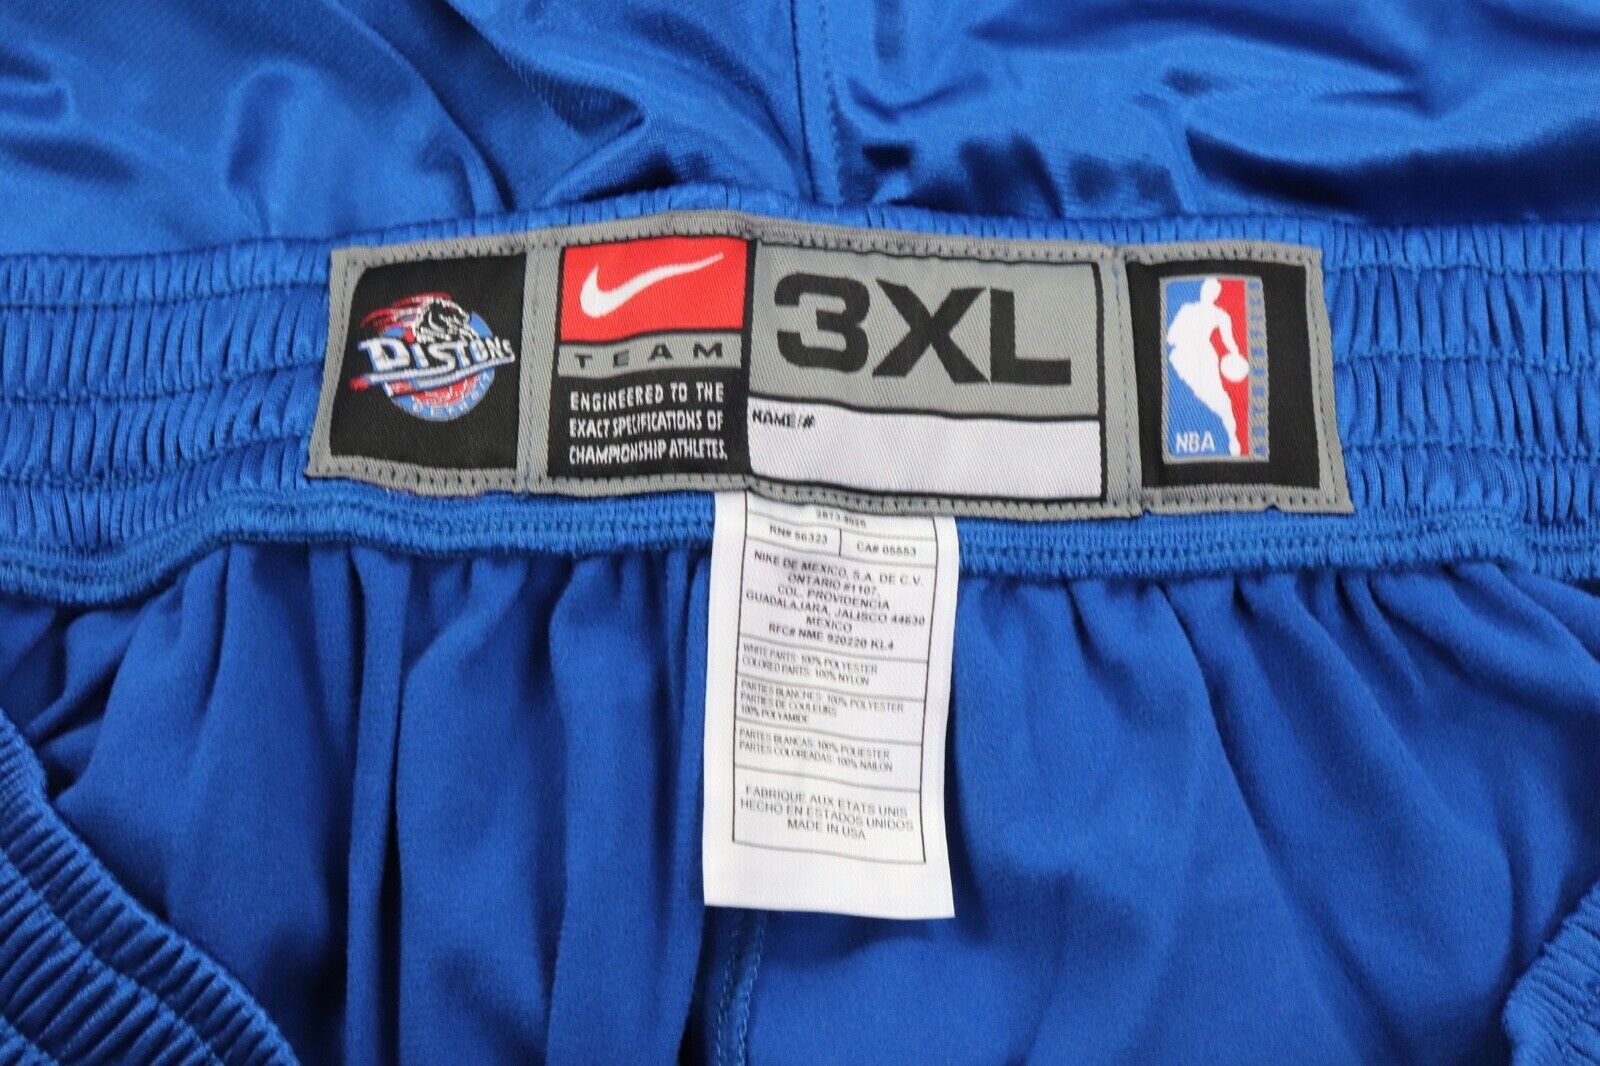 DISTONS
DETROIT
TEAM
ENGINEERED TO THE
EXACT SPECIFICATIONS OF
CHAMPIONSHIP ATHLETES.
3XL
NAME/#
NBA
AUTHENTICS
RN# 56323 CA# 05553
NIKE DE MEXICO, S.A. DE C.V.
ONTARIO #1107,
COL. PROVIDENCIA
GUADALAJARA, JALISCO 44630
MEXICO
RFC# NME 920220 KL4
WHITE PARTS: 100% POLYESTER
COLORED PARTS: 100% NYLON
PARTIES BLANCHES: 100% POLYESTER
PARTIES DE COULEURS
100% POLYAMIDE
PARTES BLANCAS: 100% POLIESTER
PARTES COLOREADAS: 100% NAILON
FABRIQUE AUX ETATS UNIS
HECHO EN ESTADOS UNIDOS
MADE IN USA